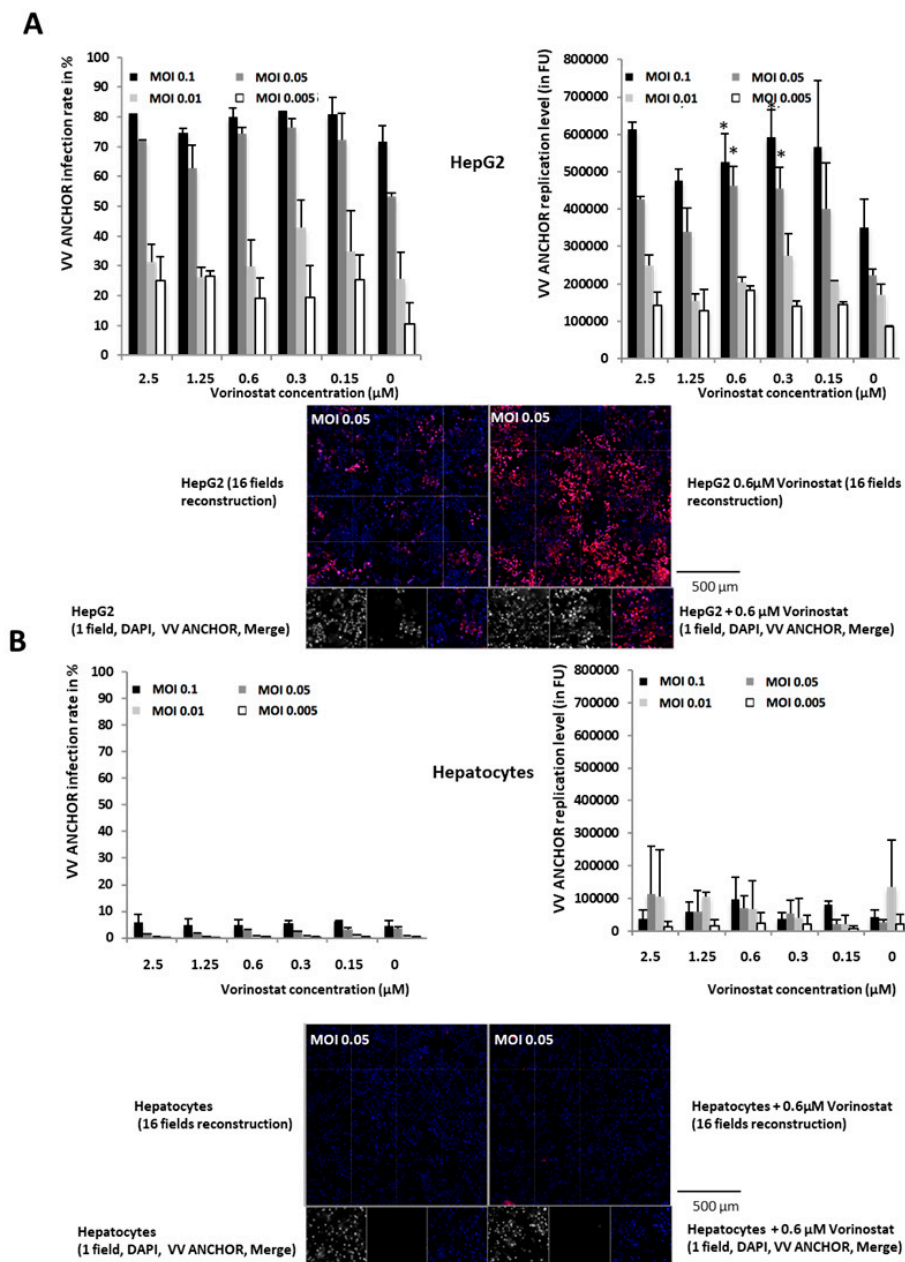 A
VV ANCHOR infection rate in %
100
90
80
70
60
50
40
30
20
10
0
MOI 0.1
MOI 0.05
MOI 0.01
MOI 0.005
2.5
1.25
0.6
0.3
0.15
0
Vorinostat concentration (µM)
HepG2
VV ANCHOR replication level (in FU)
800000
700000
600000
500000
400000
300000
200000
100000
0
MOI 0.1
MOI 0.05
MOI 0.01
MOI 0.005
*
*
*
2.5
1.25
0.6
0.3
0.15
0
Vorinostat concentration (µM)
MOI 0.05
MOI 0.05
HepG2 (16 fields
reconstruction)
HepG2 0.6µM Vorinostat (16 fields
reconstruction)
500 µm
HepG2
(1 field, DAPI, VV ANCHOR, Merge)
HepG2 + 0.6 µM Vorinostat
(1 field, DAPI, VV ANCHOR, Merge)
B
VV ANCHOR infection rate in %
100
90
80
70
60
50
40
30
20
10
0
MOI 0.1
MOI 0.05
MOI 0.01
MOI 0.005
2.5
1.25
0.6
0.3
0.15
0
Vorinostat concentration (µM)
Hepatocytes
VV ANCHOR replication level (in FU)
800000
700000
600000
500000
400000
300000
200000
100000
0
MOI 0.1
MOI 0.05
MOI 0.01
MOI 0.005
2.5
1.25
0.6
0.3
0.15
0
Vorinostat concentration (µM)
MOI 0.05
MOI 0.05
Hepatocytes
(16 fields reconstruction)
Hepatocytes + 0.6µM Vorinostat
(16 fields reconstruction)
500 µm
Hepatocytes
(1 field, DAPI, VV ANCHOR, Merge)
Hepatocytes + 0.6 µM Vorinostat
(1 field, DAPI, VV ANCHOR, Merge)